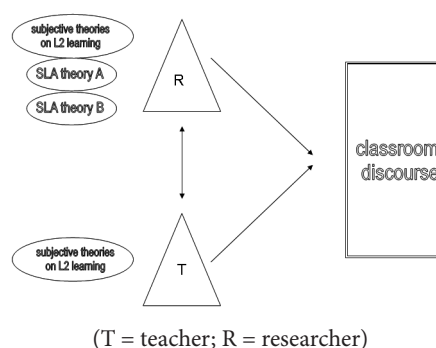 subjective theories
on L2 learning
SLA theory A
SLA theory B
R
classroom
discourse
subjective theories
on L2 learning
T
(T = teacher; R = researcher)